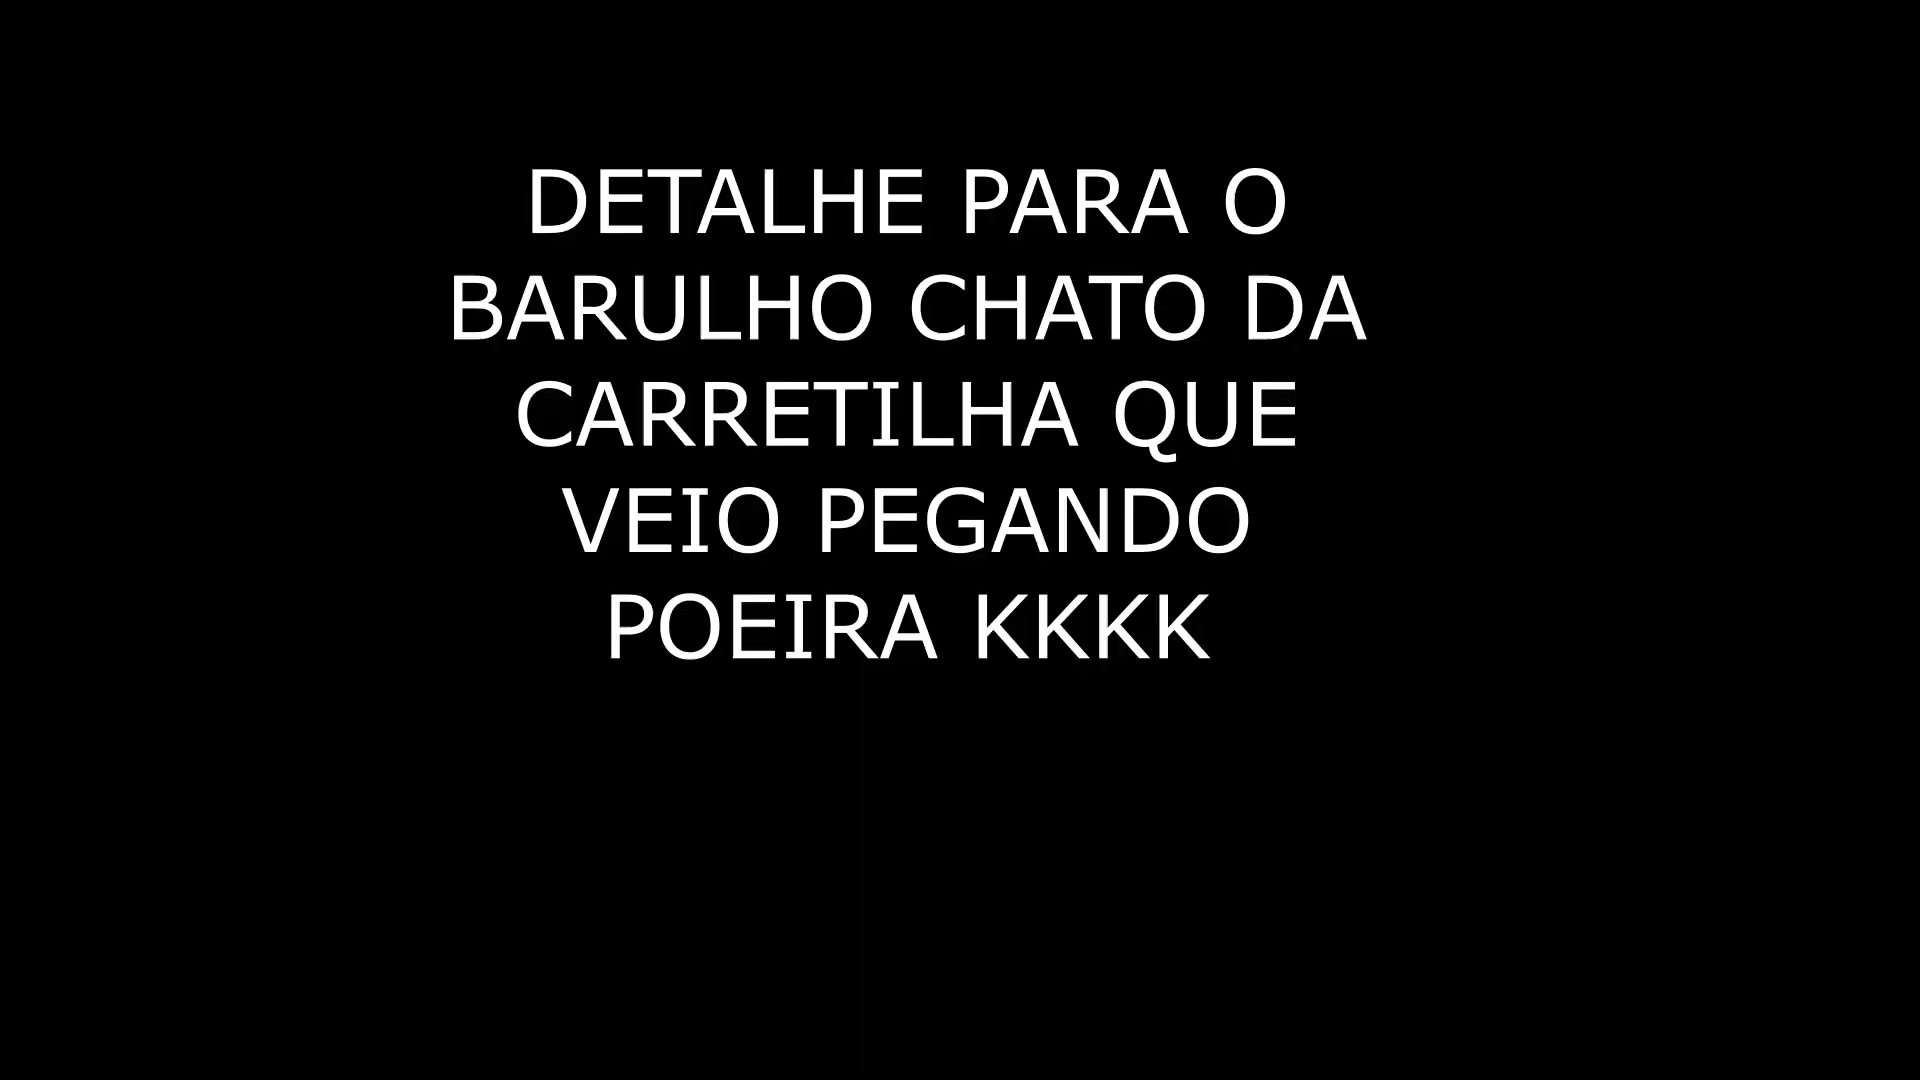 DETALHE PARA O
BARULHO CHATO DA
CARRETILHA QUE
VEIO PEGANDO
POEIRA KKKK